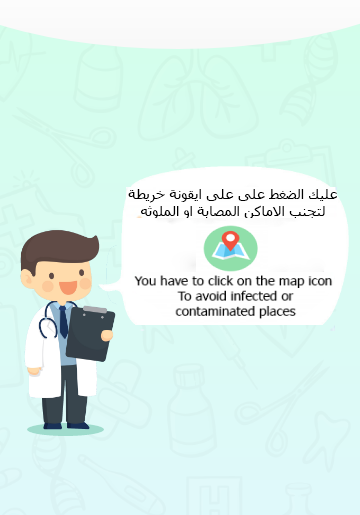 عليك الضغط على على ايقونة خريطة
لتجنب الاماكن المصابة او الملوثه
You have to click on the map icon
To avoid infected or
contaminated places